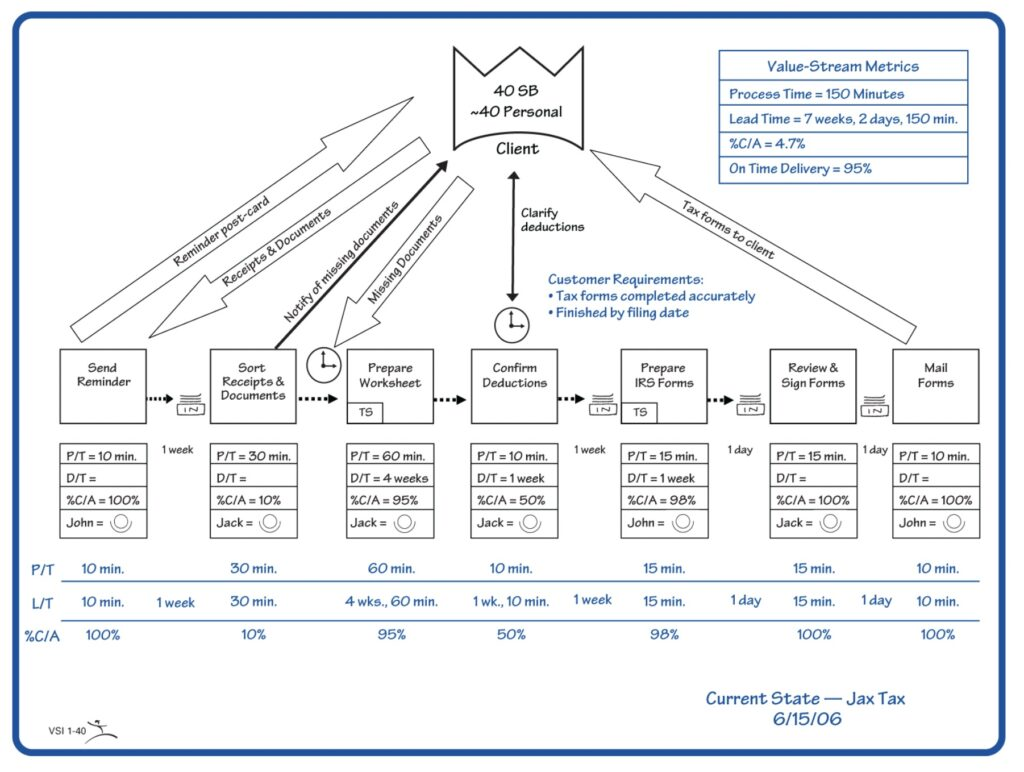 40 SB
~40 Personal
Client
Value-Stream Metrics
Process Time = 150 Minutes
Lead Time = 7 weeks, 2 days, 150 min.
%C/A = 4.7%
On Time Delivery = 95%
Reminder post-card
Receipts & Documents
Notify of missing documents
Missing Documents
Clarify
deductions
Tax forms to client
Customer Requirements:
• Tax forms completed accurately
• Finished by filing date
Send
Reminder
IN
Sort
Receipts &
Documents
Prepare
Worksheet
TS
Confirm
Deductions
IN
Prepare
IRS Forms
TS
IN
Review &
Sign Forms
IN
Mail
Forms
P/T = 10 min.
D/T =
%C/A = 100%
John =
1 week
P/T = 30 min.
D/T =
%C/A = 10%
Jack =
P/T = 60 min.
D/T = 4 weeks
%C/A = 95%
Jack =
P/T = 10 min.
D/T = 1 week
%C/A = 50%
Jack =
1 week
P/T = 15 min.
D/T = 1 week
%C/A = 98%
John =
1 day
P/T = 15 min.
D/T =
%C/A = 100%
Jack =
1 day
P/T = 10 min.
D/T =
%C/A = 100%
John =
P/T 10 min. 30 min. 60 min. 10 min. 15 min. 15 min. 10 min.
L/T 10 min. 1 week 30 min. 4 wks., 60 min. 1 wk., 10 min. 1 week 15 min. 1 day 15 min. 1 day 10 min.
%C/A 100% 10% 95% 50% 98% 100% 100%
Current State — Jax Tax
6/15/06
VSI 1-40